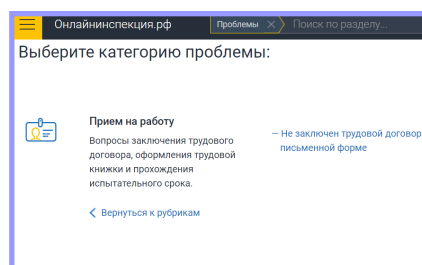 Онлайнинспекция.рф
Проблемы
Поиск по разделу...
Выберите категорию проблемы:
Прием на работу
Вопросы заключения трудового
договора, оформления трудовой
книжки и прохождения
испытательного срока.
– Не заключен трудовой договор
письменной форме
Вернуться к рубрикам